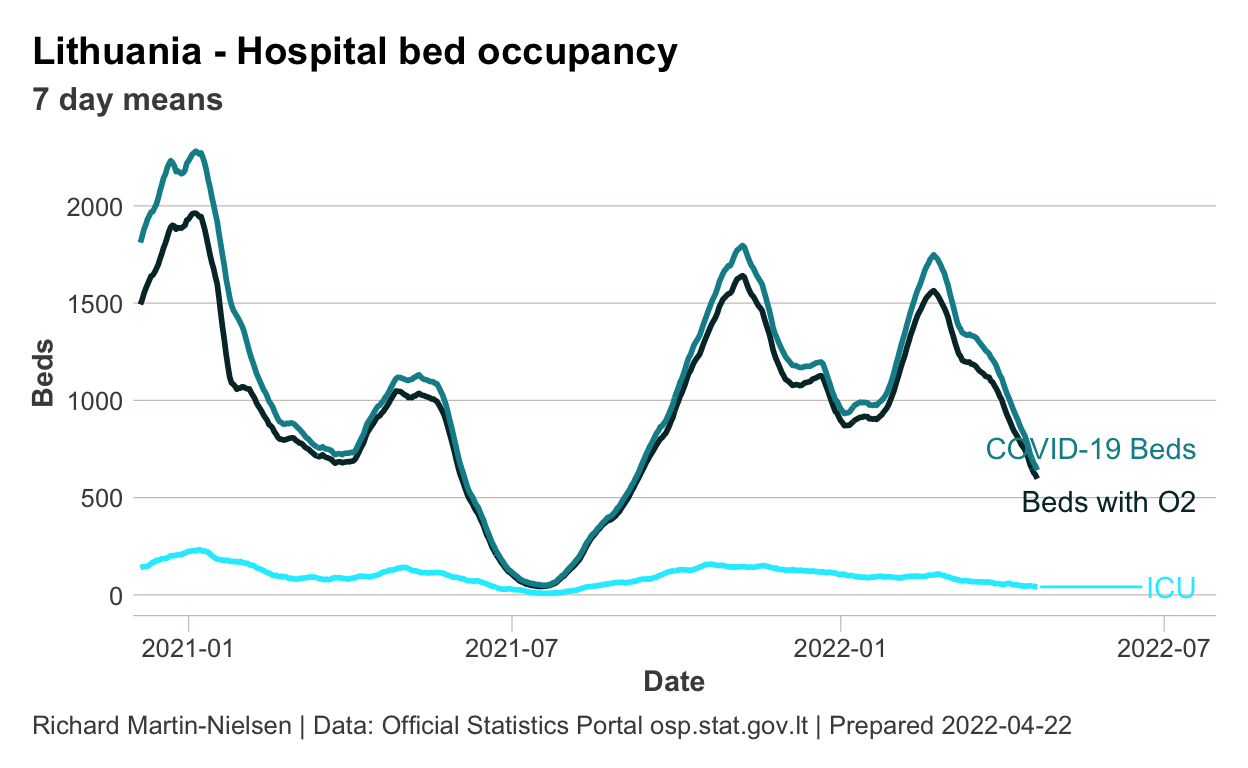 Lithuania - Hospital bed occupancy
7 day means
2000
1500
1000
500
0
Beds
COVID-19 Beds
Beds with O2
ICU
2021-01 2021-07 2022-01 2022-07
Date
Richard Martin-Nielsen | Data: Official Statistics Portal osp.stat.gov.lt | Prepared 2022-04-22